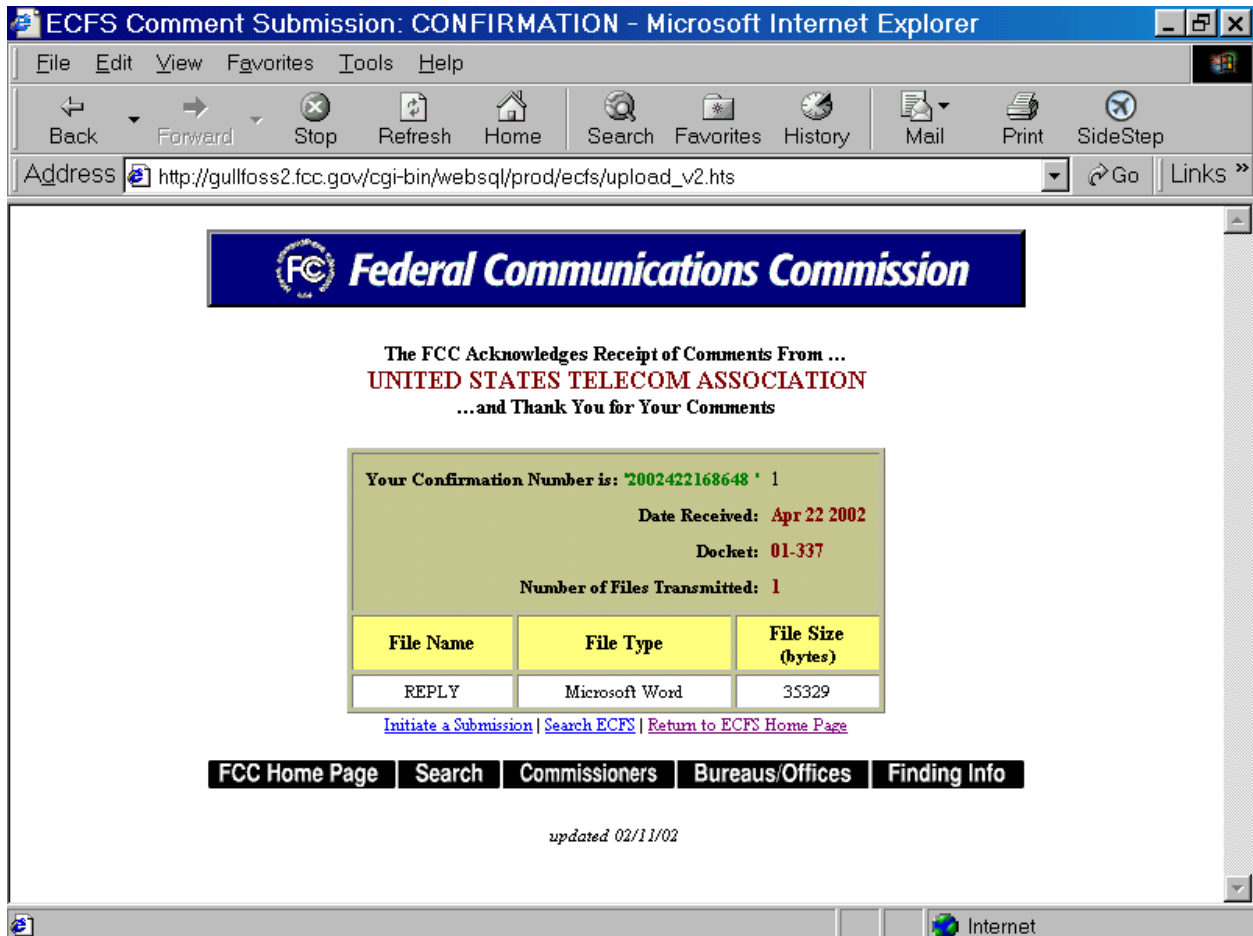 ECFS Comment Submission: CONFIRMATION - Microsoft Internet Explorer
File Edit View Favorites Tools Help
Back Forward Stop Refresh Home Search Favorites History Mail Print SideStep
Address http://gullfoss2.fcc.gov/cgi-bin/websql/prod/ecfs/upload_v2.hts Go Links »
FC Federal Communications Commission
The FCC Acknowledges Receipt of Comments From ...
UNITED STATES TELECOM ASSOCIATION
...and Thank You for Your Comments
Your Confirmation Number is: '2002422168648 ' 1
Date Received: Apr 22 2002
Docket: 01-337
Number of Files Transmitted: 1
File Name File Type File Size
(bytes)
REPLY Microsoft Word 35329
Initiate a Submission | Search ECFS | Return to ECFS Home Page
FCC Home Page Search Commissioners Bureaus/Offices Finding Info
updated 02/11/02
Internet